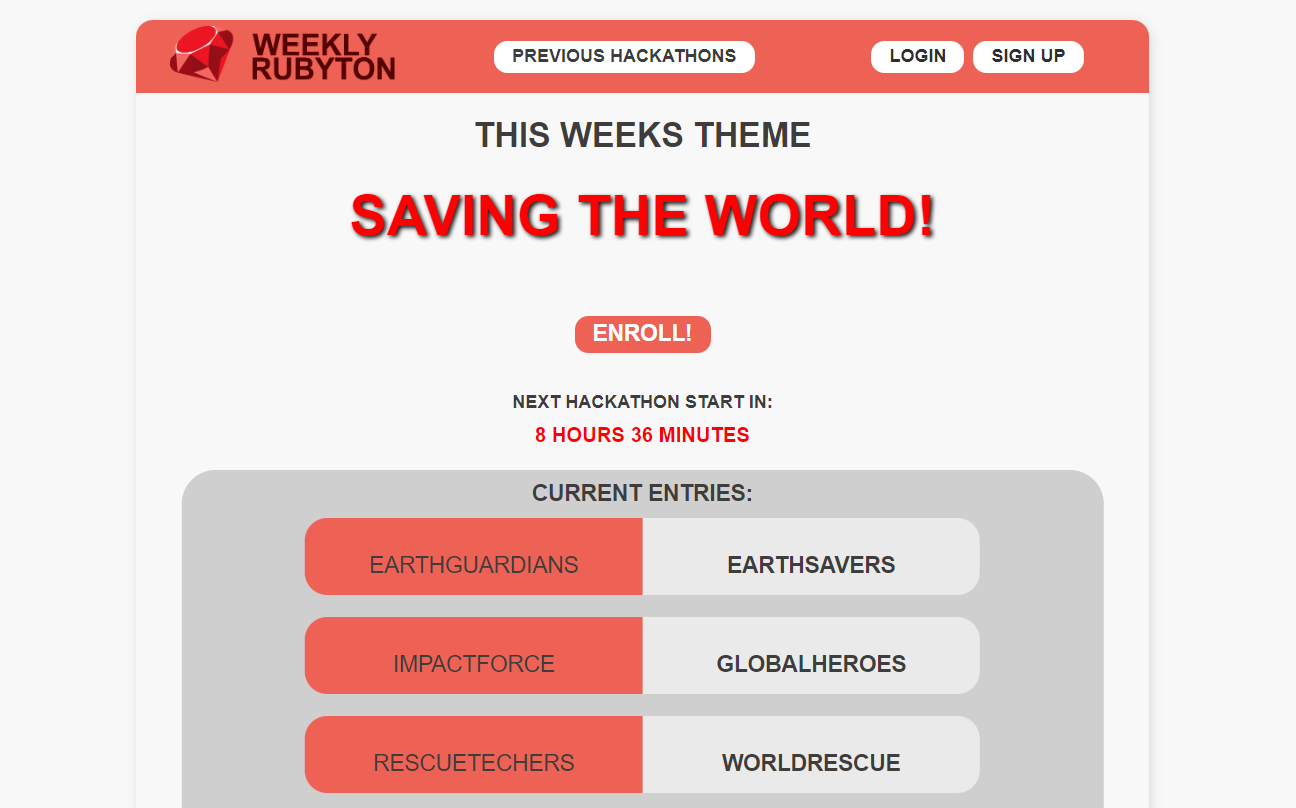 WEEKLY
RUBYTON
PREVIOUS HACKATHONS
LOGIN
SIGN UP
THIS WEEKS THEME
SAVING THE WORLD!
ENROLL!
NEXT HACKATHON START IN:
8 HOURS 36 MINUTES
CURRENT ENTRIES:
EARTHGUARDIANS
EARTHSAVERS
IMPACTFORCE
GLOBALHEROES
RESCUETECHERS
WORLDRESCUE